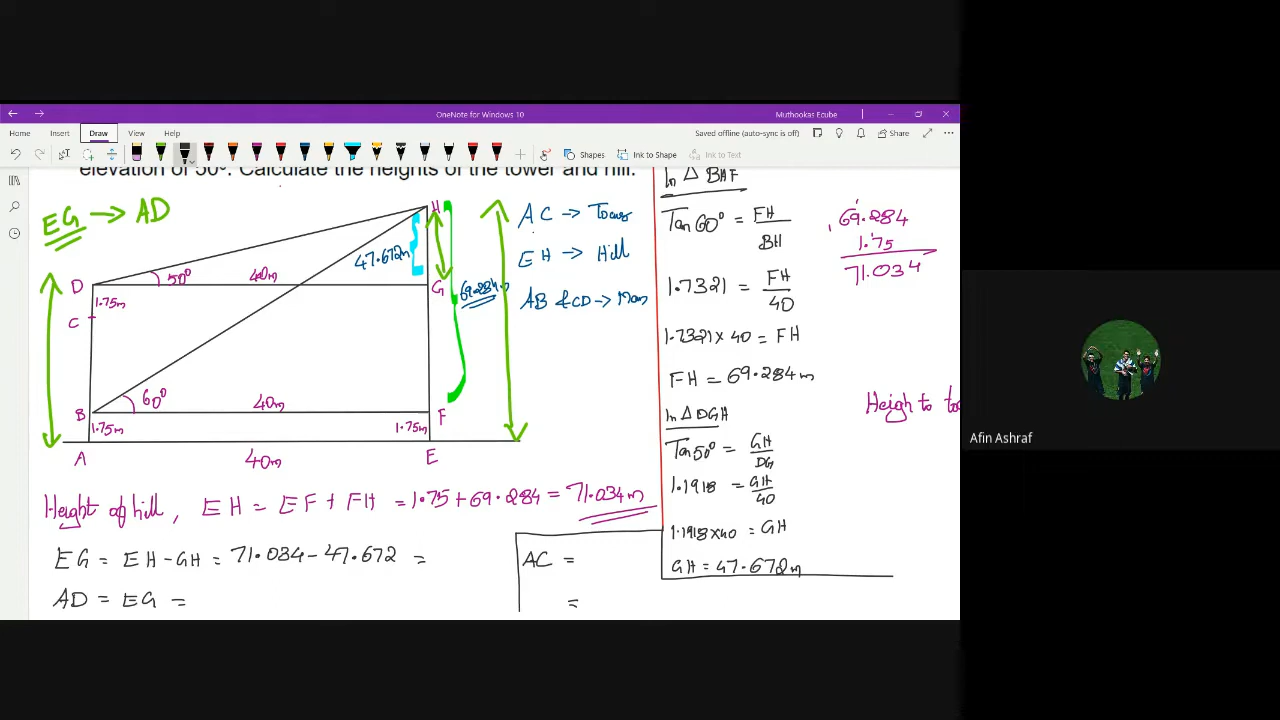 OneNote for Windows 10
Muthookas Ecube
Home Insert Draw View Help
Saved offline (auto-sync is off)
Share
Shapes
Ink to Shape
Ink to Text
elevation of 50°. Calculate the heights of the tower and hill.
EG → AD
H
D
50°
40m
47.672m
G
69.284m
1.75m
C
B
60°
40m
F
1.75m
1.75m
A
40m
E
AC → Tower
EH → Hill
AB & CD → Man
In △ BHF
Tan 60° = FH / BH
1.7321 = FH / 40
1.7321 x 40 = FH
FH = 69.284m
In △ DGH
Tan 50° = GH / DG
1.1918 = GH / 40
1.1918 x 40 = GH
GH = 47.672m
69.284
1.75
71.034
Height of hill, EH = EF + FH = 1.75 + 69.284 = 71.034m
EG = EH - GH = 71.034 - 47.672 =
AD = EG =
AC =
=
Afin Ashraf